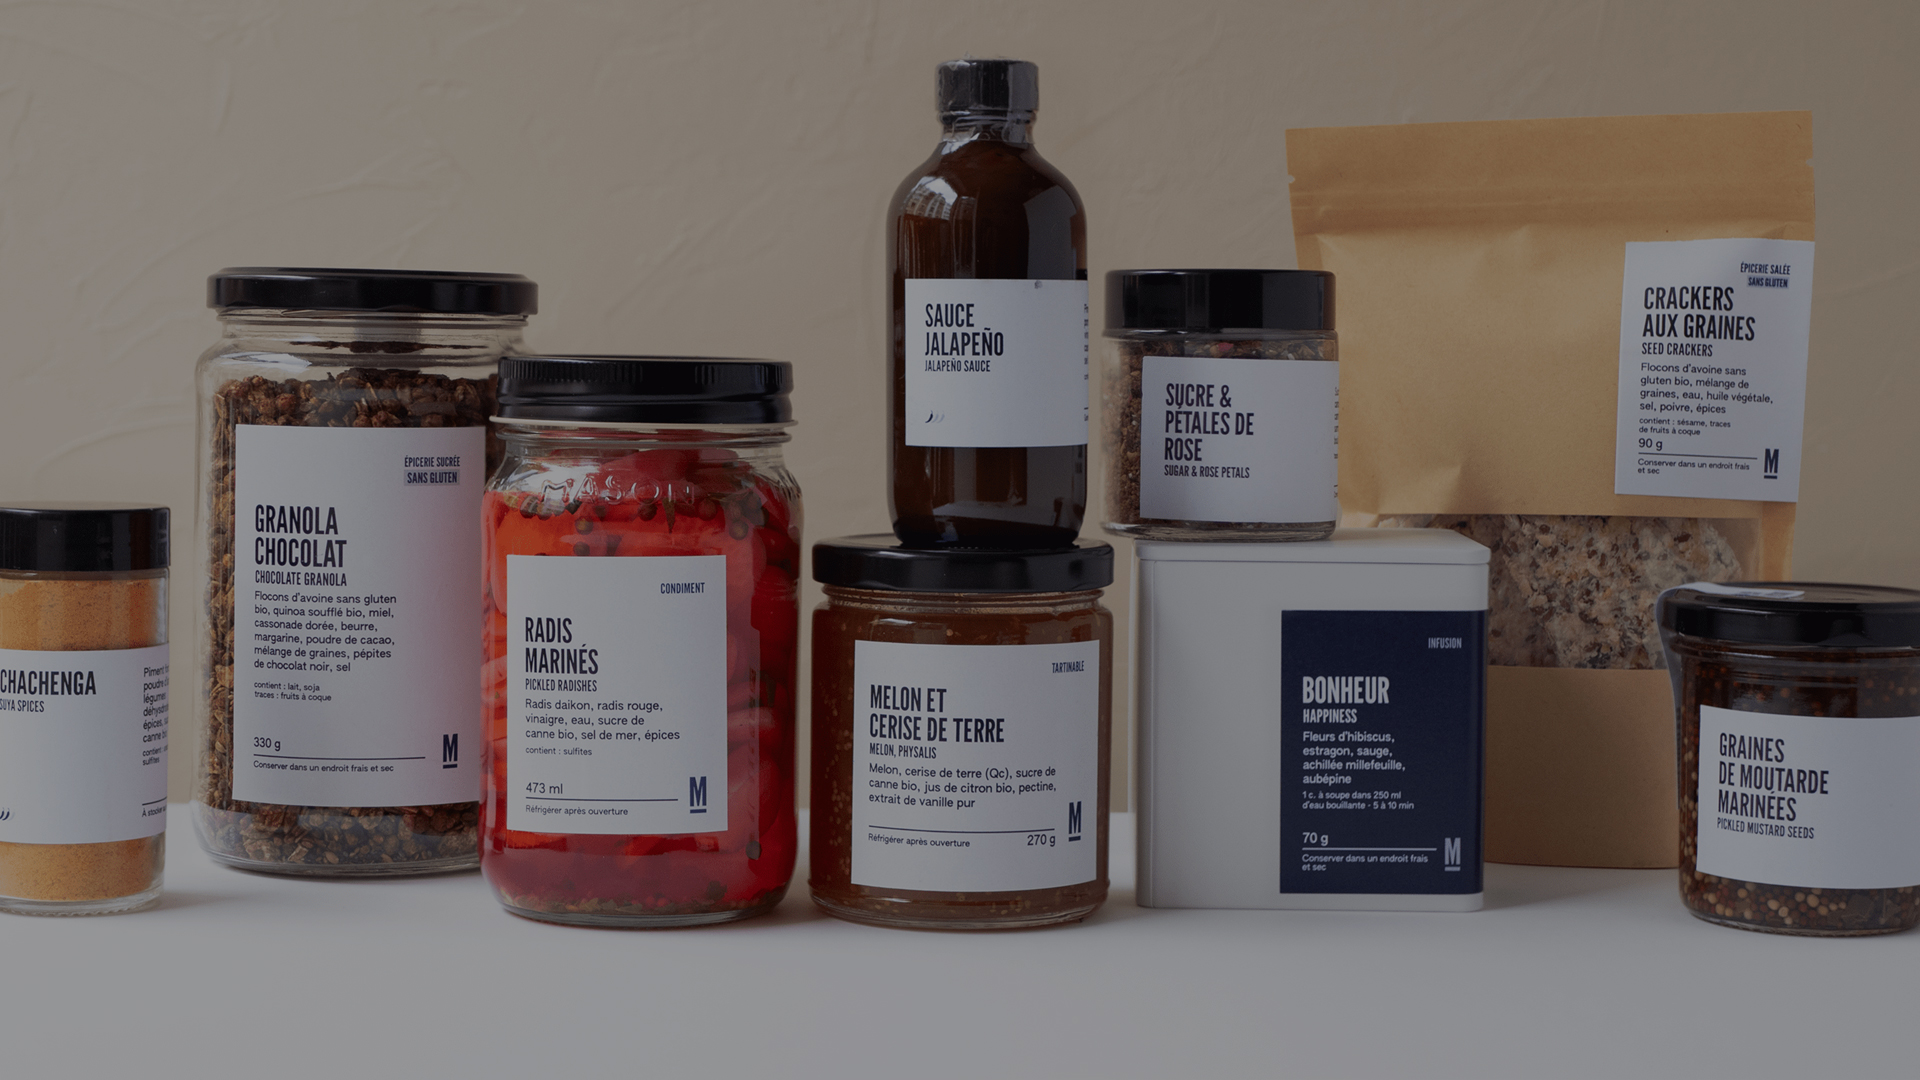 CHACHENGA
SUYA SPICES
ÉPICERIE SUCRÉE
SANS GLUTEN
GRANOLA
CHOCOLAT
CHOCOLATE GRANOLA
Flocons d'avoine sans gluten
bio, quinoa soufflé bio, miel,
cassonade dorée, beurre,
margarine, poudre de cacao,
mélange de graines, pépites
de chocolat noir, sel
contient : lait, soja
traces : fruits à coque
330 g
M
Conserver dans un endroit frais et sec
MASON
CONDIMENT
RADIS
MARINÉS
PICKLED RADISHES
Radis daikon, radis rouge,
vinaigre, eau, sucre de
canne bio, sel de mer, épices
contient : sulfites
473 ml
M
Réfrigérer après ouverture
SAUCE
JALAPEÑO
JALAPEÑO SAUCE
TARTINABLE
MELON ET
CERISE DE TERRE
MELON, PHYSALIS
Melon, cerise de terre (Qc), sucre de
canne bio, jus de citron bio, pectine,
extrait de vanille pur
M
Réfrigérer après ouverture 270 g
SUCRE &
PÉTALES DE
ROSE
SUGAR & ROSE PETALS
INFUSION
BONHEUR
HAPPINESS
Fleurs d'hibiscus,
estragon, sauge,
achillée millefeuille,
aubépine
1 c. à soupe dans 250 ml
d'eau bouillante - 5 à 10 min
70 g
M
Conserver dans un endroit frais
et sec
ÉPICERIE SALÉE
SANS GLUTEN
CRACKERS
AUX GRAINES
SEED CRACKERS
Flocons d'avoine sans
gluten bio, mélange de
graines, eau, huile végétale,
sel, poivre, épices
contient : sésame, traces
de fruits à coque
90 g
M
Conserver dans un endroit frais
et sec
GRAINES
DE MOUTARDE
MARINÉES
PICKLED MUSTARD SEEDS